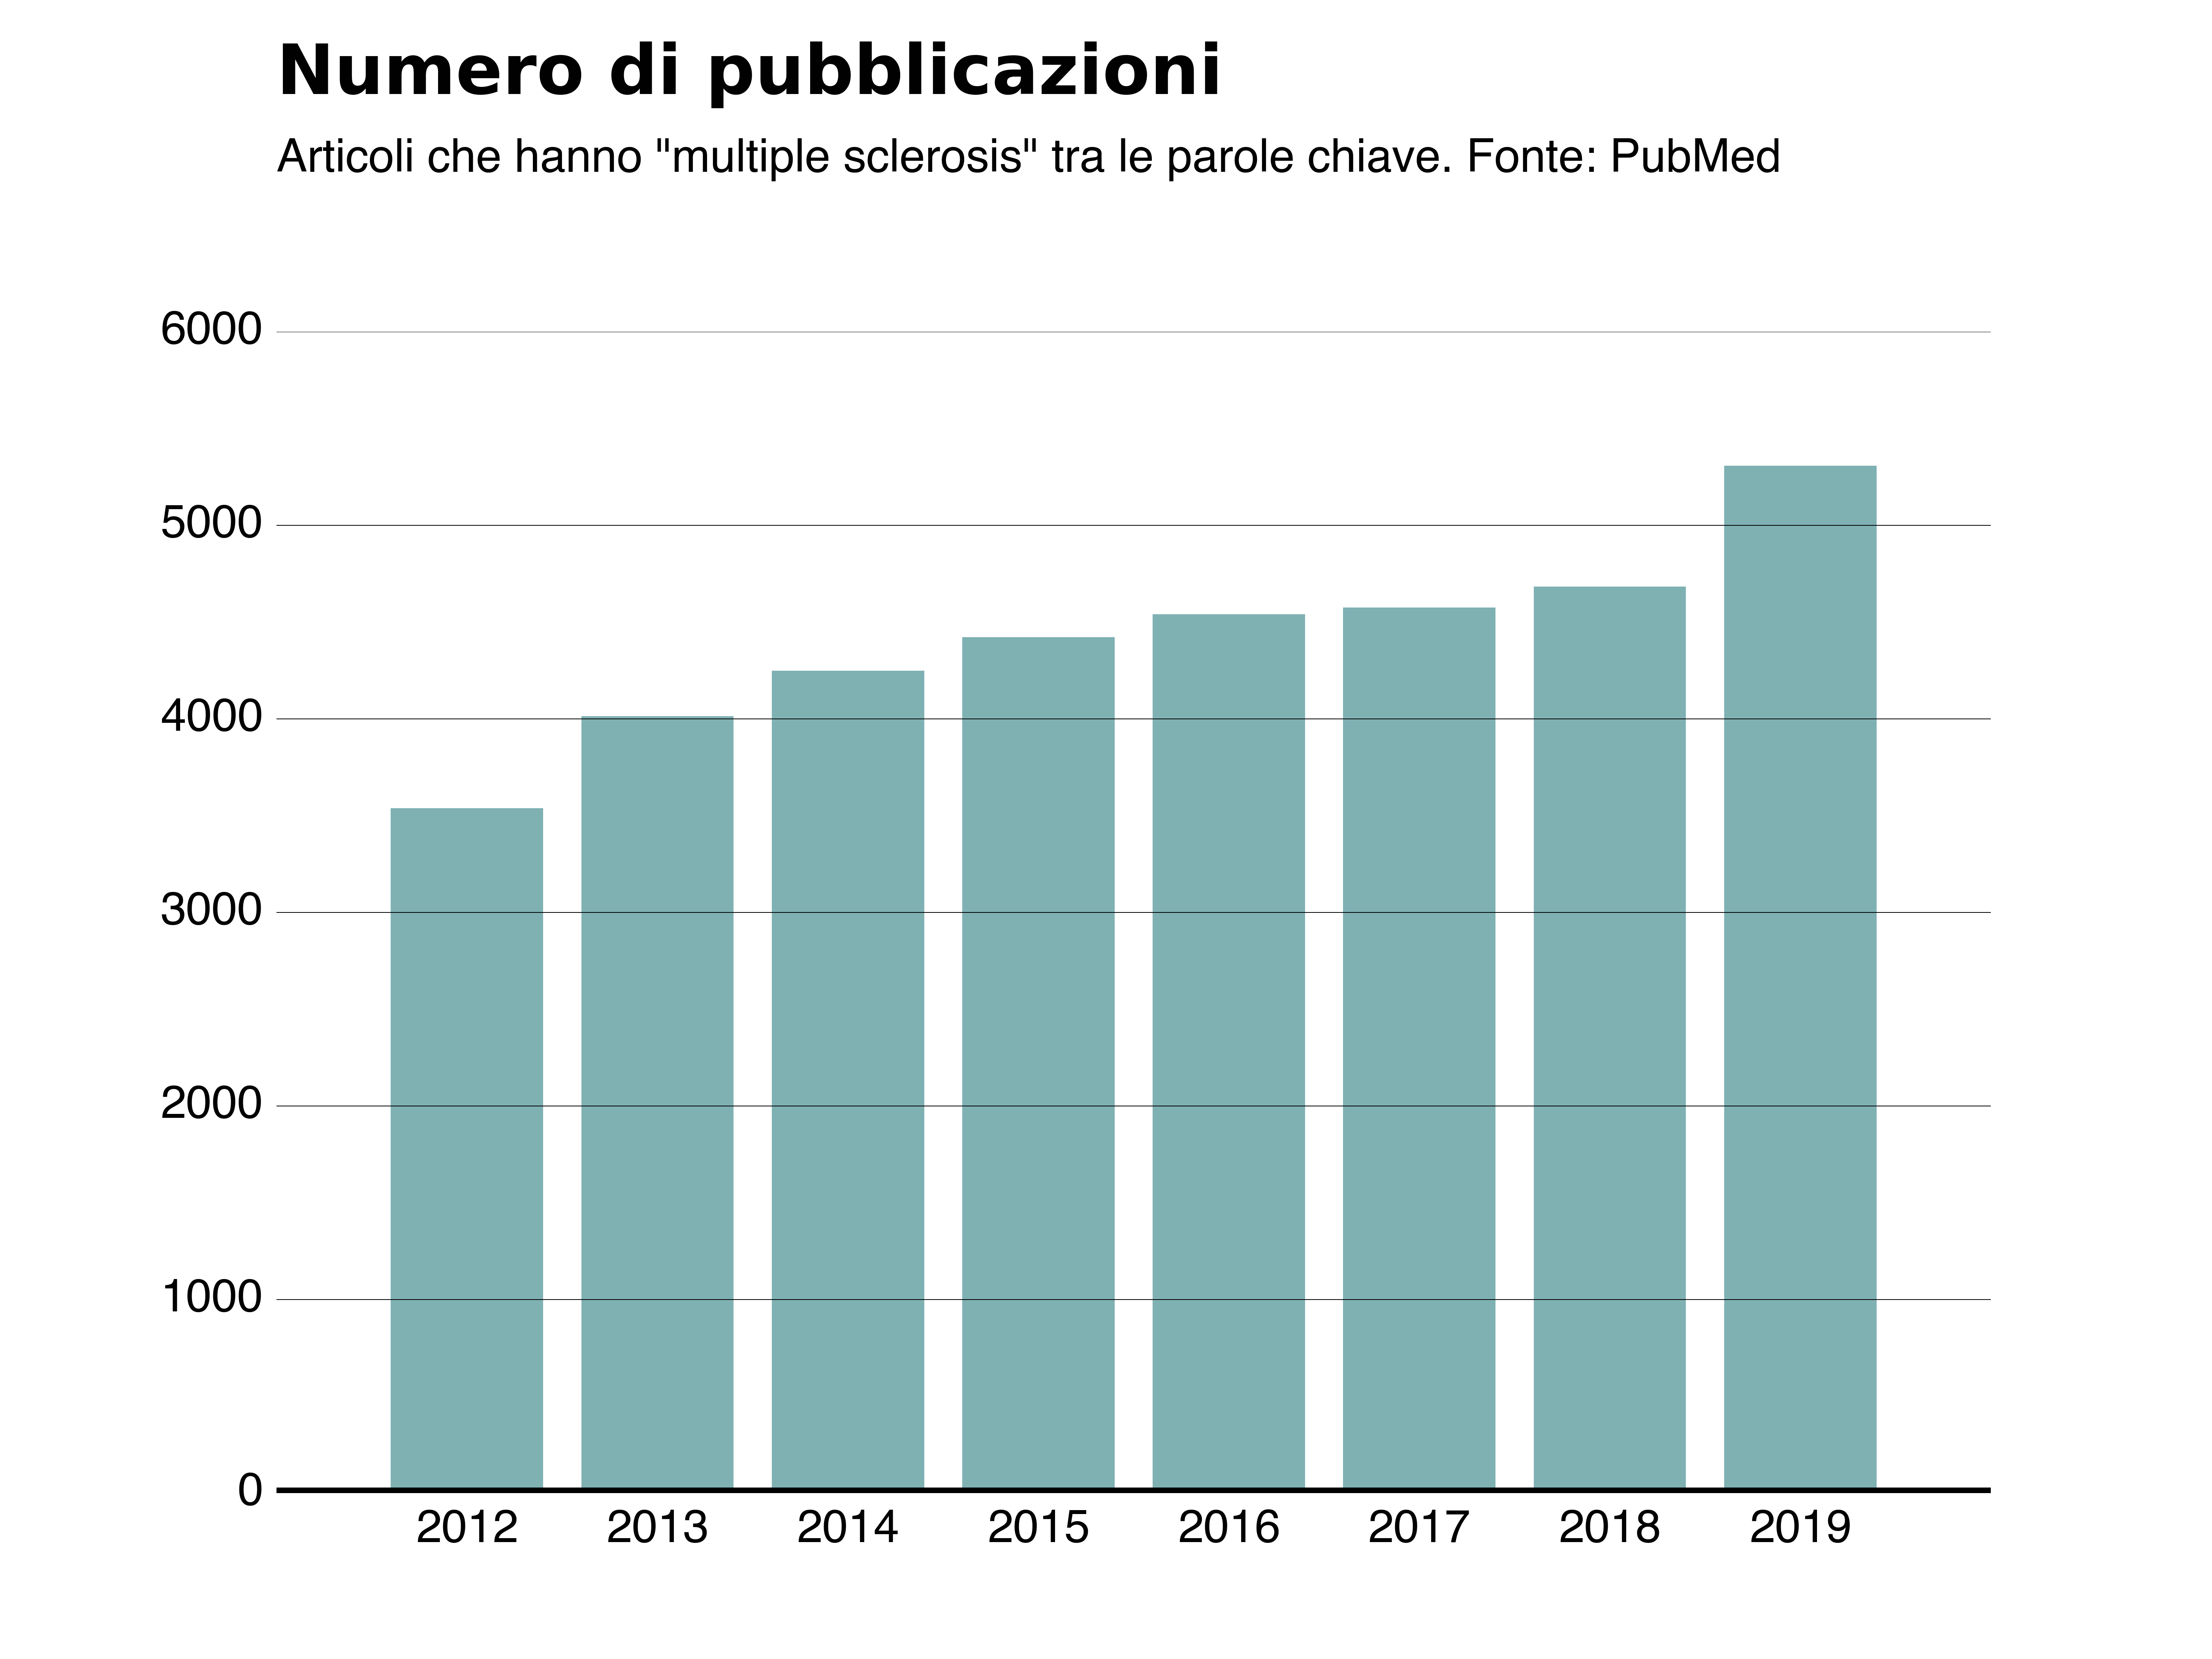 Numero di pubblicazioni
Articoli che hanno "multiple sclerosis" tra le parole chiave. Fonte: PubMed
6000
5000
4000
3000
2000
1000
0
2012 2013 2014 2015 2016 2017 2018 2019